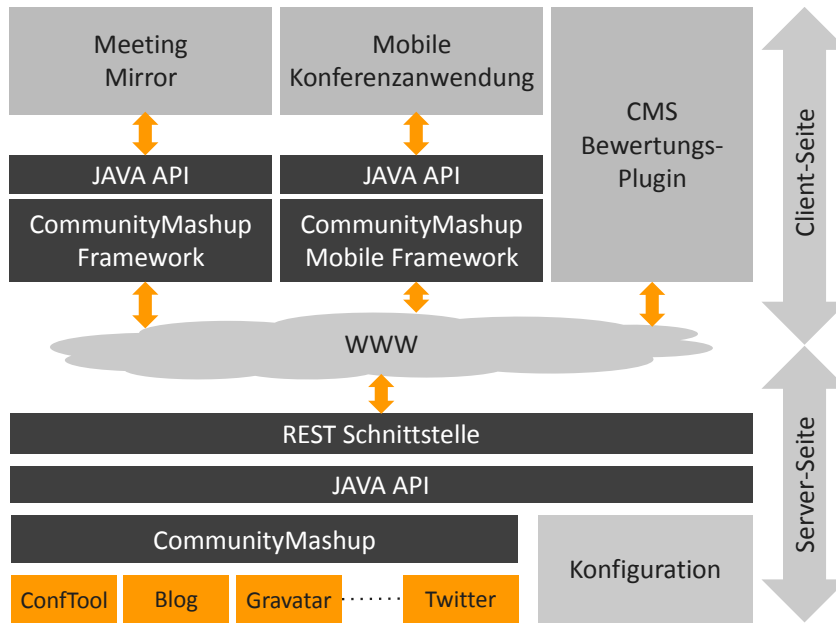 Meeting
Mirror
Mobile
Konferenzanwendung
CMS
Bewertungs-
Plugin
JAVA API
JAVA API
CommunityMashup
Framework
CommunityMashup
Mobile Framework
Client-Seite
WWW
REST Schnittstelle
JAVA API
CommunityMashup
Konfiguration
Server-Seite
ConfTool
Blog
Gravatar
Twitter